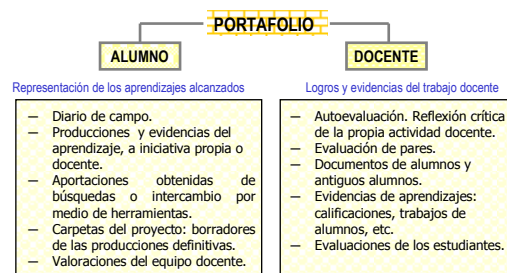 PORTAFOLIO
ALUMNO
Representación de los aprendizajes alcanzados
— Diario de campo.
— Producciones y evidencias del
aprendizaje, a iniciativa propia o
docente.
— Aportaciones obtenidas de
búsquedas o intercambio por
medio de herramientas.
— Carpetas del proyecto: borradores
de las producciones definitivas.
— Valoraciones del equipo docente.
DOCENTE
Logros y evidencias del trabajo docente
— Autoevaluación. Reflexión crítica
de la propia actividad docente.
— Evaluación de pares.
— Documentos de alumnos y
antiguos alumnos.
— Evidencias de aprendizajes:
calificaciones, trabajos de
alumnos, etc.
— Evaluaciones de los estudiantes.